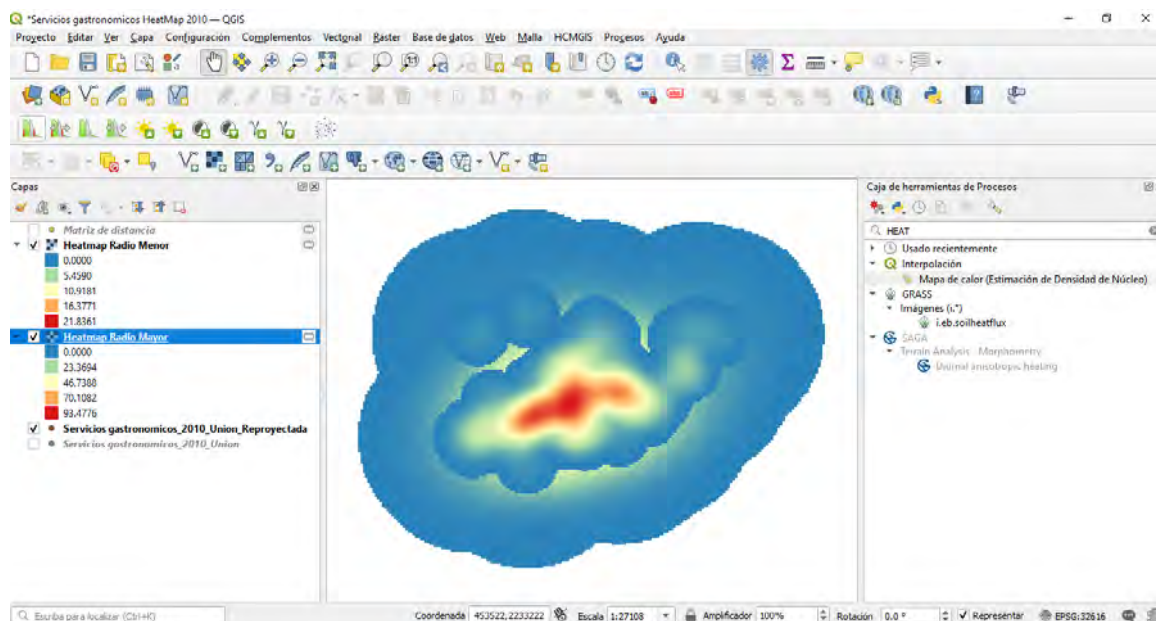 *Servicios gastronomicos HeatMap 2010 — QGIS
Proyecto Editar Ver Capa Configuración Complementos Vectorial Raster Base de datos Web Malla HCMGIS Procesos Ayuda
Capas
Matriz de distancia
Heatmap Radio Menor
0.0000
5.4590
10.9181
16.3771
21.8361
Heatmap Radio Mayor
0.0000
23.3694
46.7388
70.1082
93.4776
Servicios gastronomicos_2010_Union_Reproyectada
Servicios gastronomicos_2010_Union
Caja de herramientas de Procesos
HEAT
Usado recientemente
Interpolación
Mapa de calor (Estimación de Densidad de Núcleo)
GRASS
Imágenes (i.*)
i.eb.soilheatflux
SAGA
Terrain Analysis - Morphometry
Diurnal anisotropic heating
Escriba para localizar (Ctrl+K) Coordenada 453522,2233222 Escala 1:27108 Amplificador 100% Rotación 0.0 ° Representar EPSG:32616